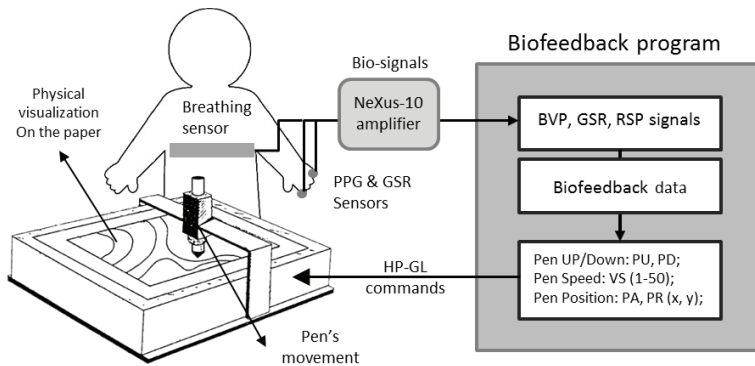 Biofeedback program
Bio-signals
Physical
visualization
On the paper
Breathing
sensor
NeXus-10
amplifier
BVP, GSR, RSP signals
PPG & GSR
Sensors
Biofeedback data
HP-GL
commands
Pen UP/Down: PU, PD;
Pen Speed: VS (1-50);
Pen Position: PA, PR (x, y);
Pen's
movement